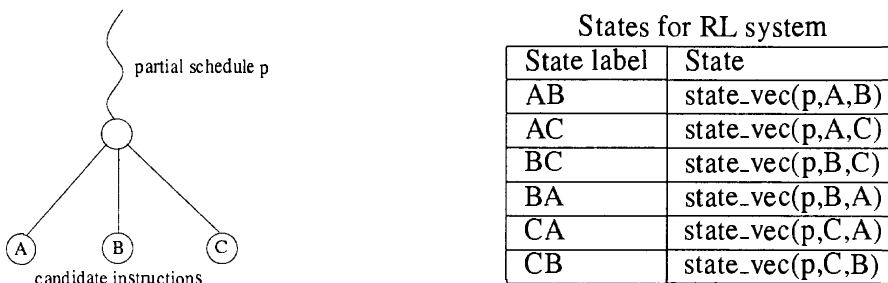 partial schedule p
A
B
C
candidate instructions
States for RL system
State label State
AB state_vec(p,A,B)
AC state_vec(p,A,C)
BC state_vec(p,B,C)
BA state_vec(p,B,A)
CA state_vec(p,C,A)
CB state_vec(p,C,B)